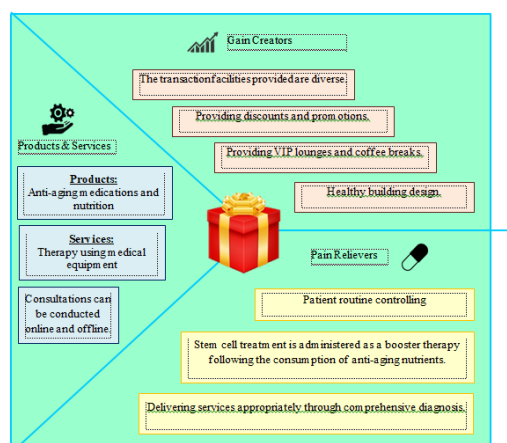 Gain Creators
The transaction facilities provided are diverse.
Providing discounts and promotions.
Providing VIP lounges and coffee breaks.
Healthy building design.
Products & Services
Products:
Anti-aging medications and
nutrition
Services:
Therapy using medical
equipment
Consultations can
be conducted
online and offline.
Pain Relievers
Patient routine controlling
Stem cell treatment is administered as a booster therapy
following the consumption of anti-aging nutrients.
Delivering services appropriately through comprehensive diagnosis.